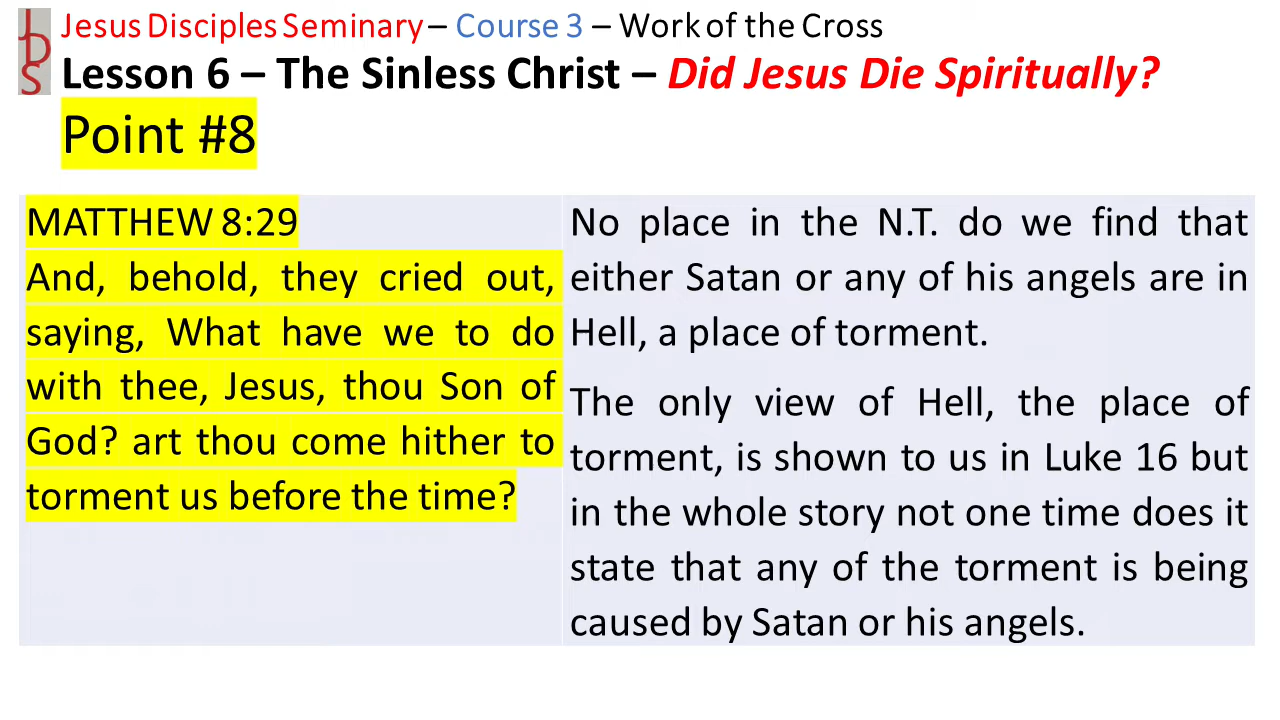 JDS
Jesus Disciples Seminary – Course 3 – Work of the Cross
Lesson 6 – The Sinless Christ – Did Jesus Die Spiritually?
Point #8
MATTHEW 8:29
And, behold, they cried out,
saying, What have we to do
with thee, Jesus, thou Son of
God? art thou come hither to
torment us before the time?
No place in the N.T. do we find that
either Satan or any of his angels are in
Hell, a place of torment.
The only view of Hell, the place of
torment, is shown to us in Luke 16 but
in the whole story not one time does it
state that any of the torment is being
caused by Satan or his angels.